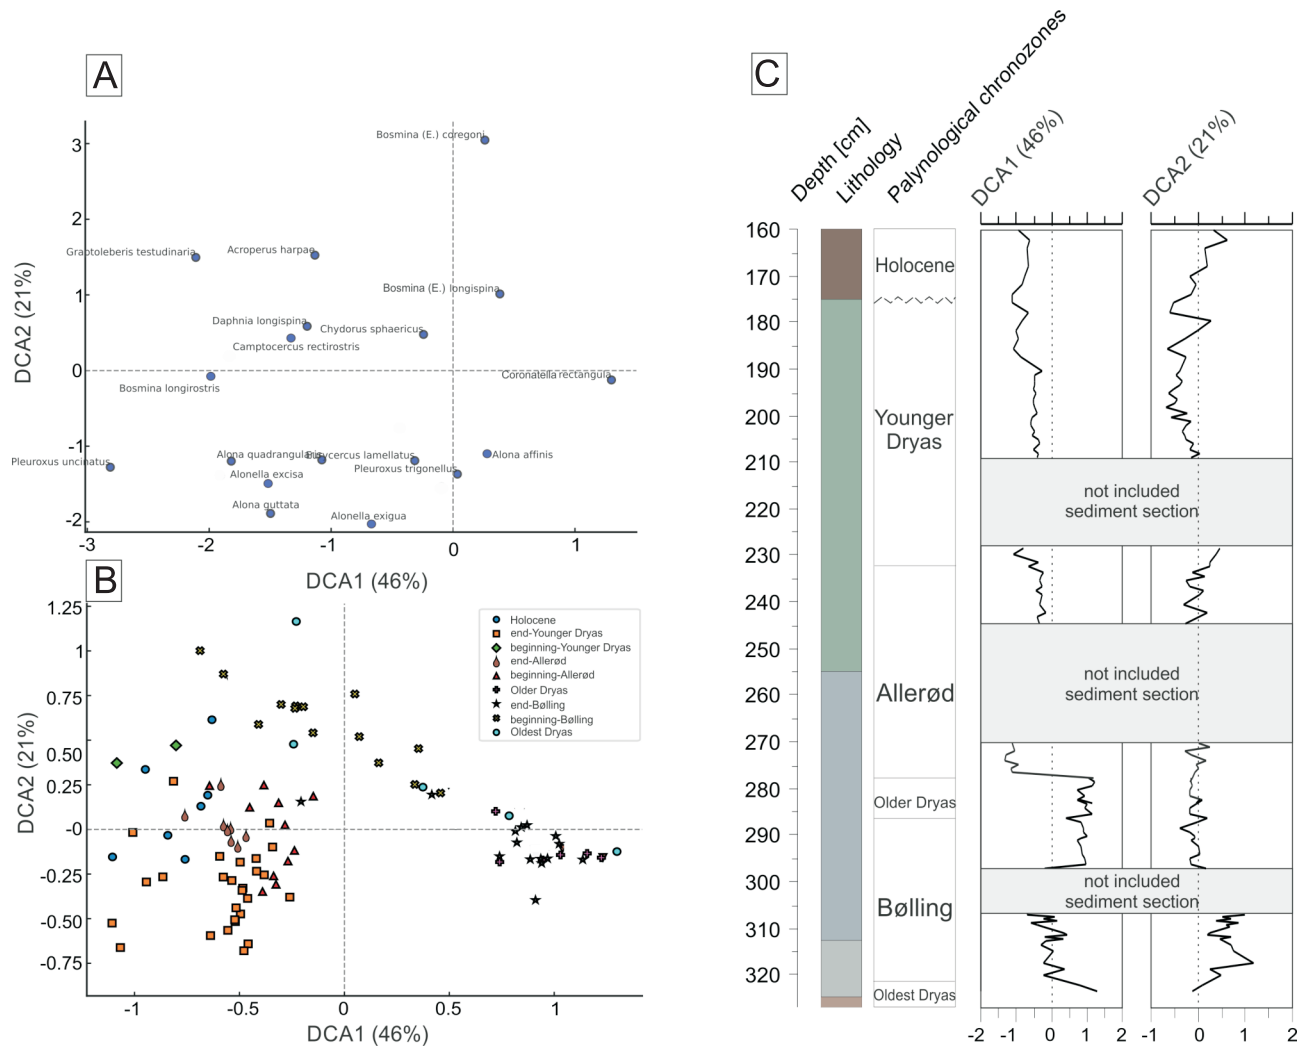 A
3
2
1
0
-1
-2
DCA2 (21%)
Bosmina (E.) coregoni
Graptoleberis testudinaria
Acroperus harpae
Bosmina (E.) longispina
Daphnia longispina
Chydorus sphaericus
Camptocercus rectirostris
Coronatella rectangula
Bosmina longirostris
Pleuroxus uncinatus
Alona quadrangularis
Eurycercus lamellatus
Alona affinis
Pleuroxus trigonellus
Alonella excisa
Alona guttata
Alonella exigua
-3 -2 -1 0 1
DCA1 (46%)
B
1.25
1
0.75
0.50
0.25
-0
-0.25
-0.50
-0.75
DCA2 (21%)
Holocene
end-Younger Dryas
beginning-Younger Dryas
end-Allerød
beginning-Allerød
Older Dryas
end-Bølling
beginning-Bølling
Oldest Dryas
-1 -0.5 0 0.5 1
DCA1 (46%)
C
Depth [cm]
Lithology
Palynological chronozones
DCA1 (46%)
DCA2 (21%)
160
170
180
190
200
210
220
230
240
250
260
270
280
290
300
310
320
Holocene
Younger
Dryas
Allerød
Older Dryas
Bølling
Oldest Dryas
not included
sediment section
not included
sediment section
not included
sediment section
-2 -1 0 1 2
-1 0 1 2